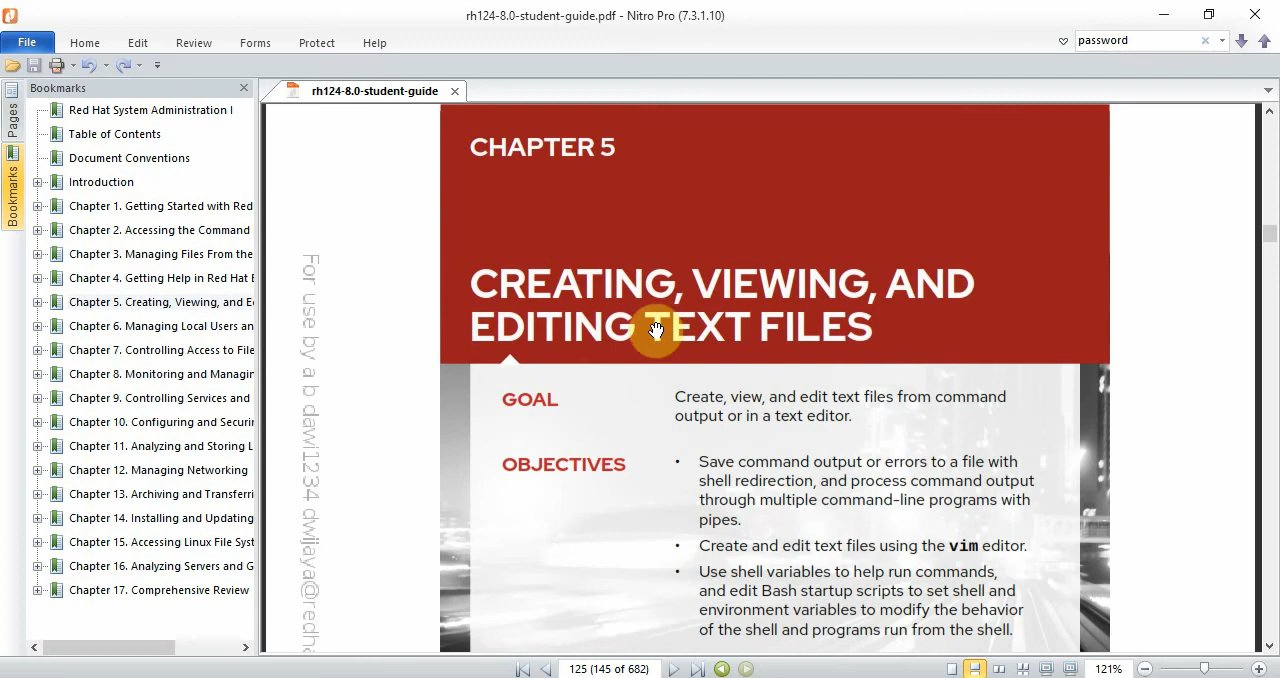 rh124-8.0-student-guide.pdf - Nitro Pro (7.3.1.10)
File Home Edit Review Forms Protect Help
password
Bookmarks
rh124-8.0-student-guide
Pages
Bookmarks
Red Hat System Administration I
Table of Contents
Document Conventions
Introduction
Chapter 1. Getting Started with Red
Chapter 2. Accessing the Command
Chapter 3. Managing Files From the
Chapter 4. Getting Help in Red Hat E
Chapter 5. Creating, Viewing, and E
Chapter 6. Managing Local Users an
Chapter 7. Controlling Access to File
Chapter 8. Monitoring and Managin
Chapter 9. Controlling Services and
Chapter 10. Configuring and Securi
Chapter 11. Analyzing and Storing L
Chapter 12. Managing Networking
Chapter 13. Archiving and Transferri
Chapter 14. Installing and Updating
Chapter 15. Accessing Linux File Syst
Chapter 16. Analyzing Servers and G
Chapter 17. Comprehensive Review
For use by a b dawi1234 dwijaya@redha
CHAPTER 5
CREATING, VIEWING, AND
EDITING TEXT FILES
GOAL
Create, view, and edit text files from command
output or in a text editor.
OBJECTIVES
• Save command output or errors to a file with
shell redirection, and process command output
through multiple command-line programs with
pipes.
• Create and edit text files using the vim editor.
• Use shell variables to help run commands,
and edit Bash startup scripts to set shell and
environment variables to modify the behavior
of the shell and programs run from the shell.
125 (145 of 682)
121%